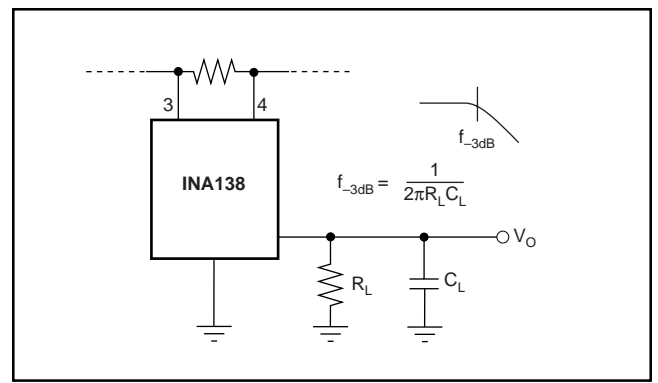 3 4
INA138
f–3dB
f–3dB = 1 / 2πRLCL
VO
RL
CL